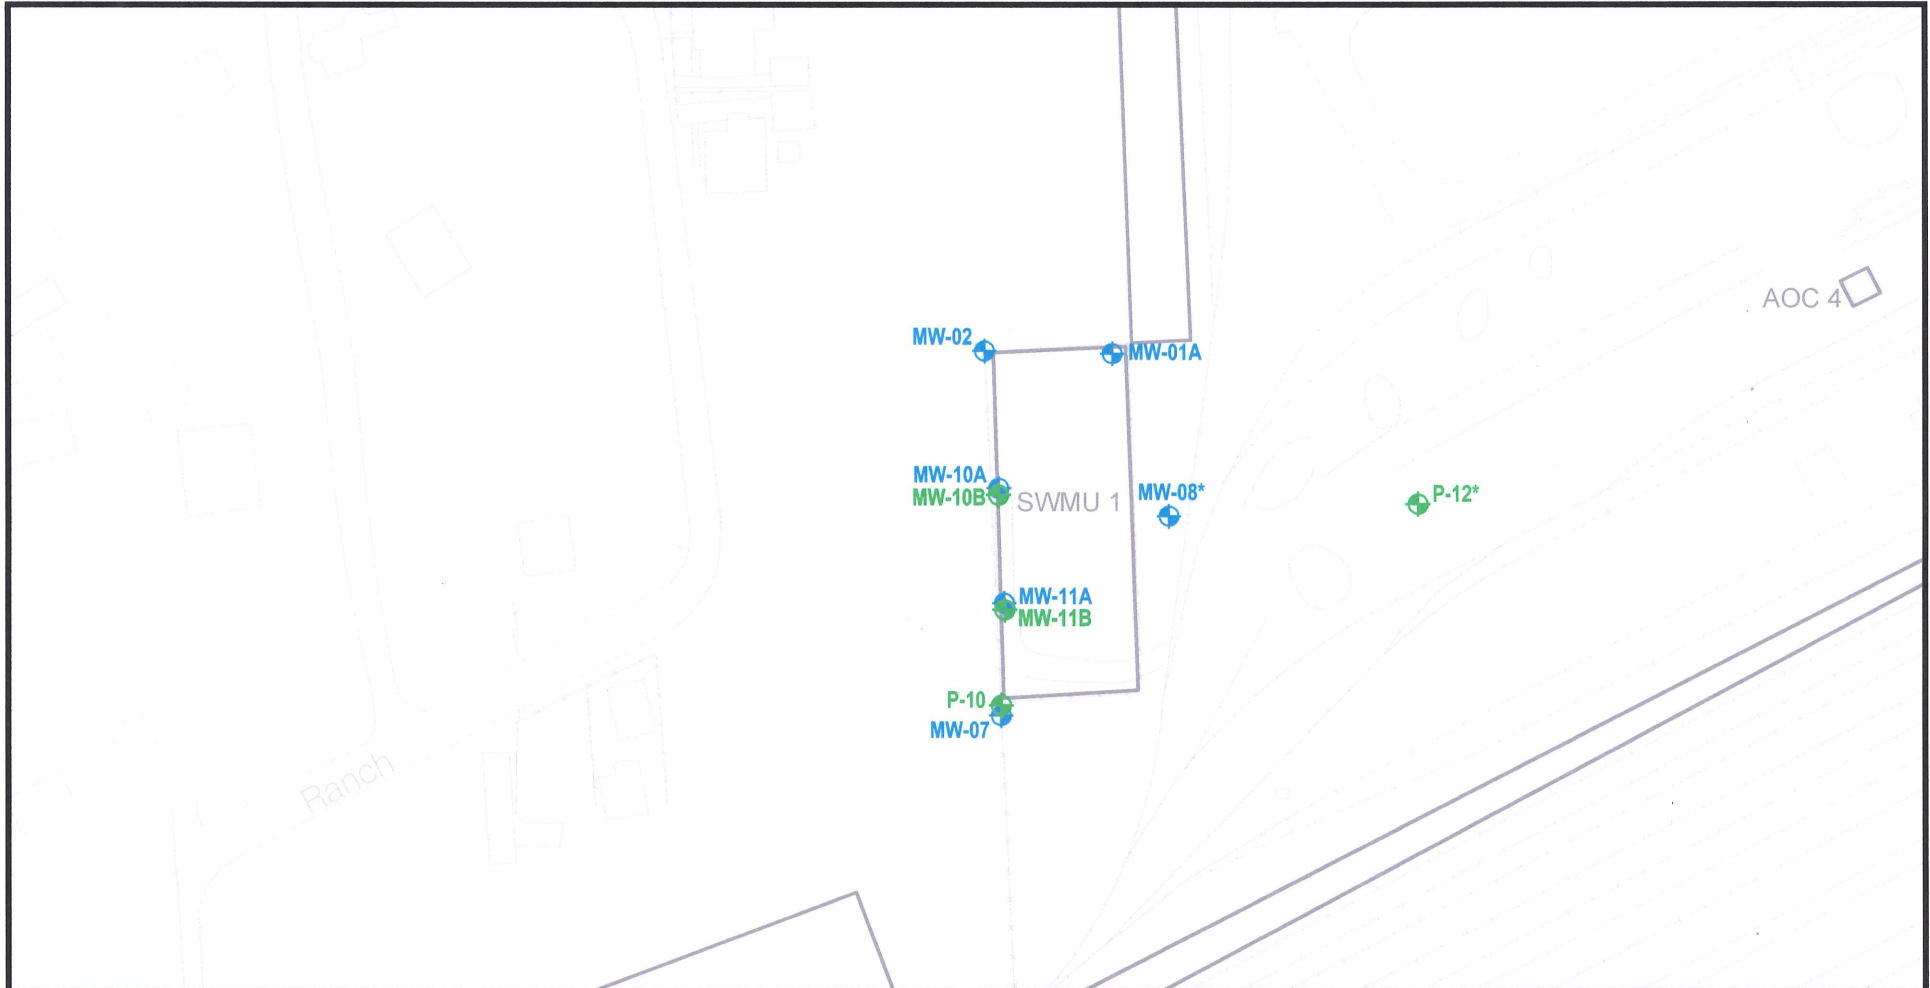 AOC 4
MW-02
MW-01A
MW-10A
MW-10B
SWMU 1
MW-08*
P-12*
MW-11A
MW-11B
P-10
MW-07
Ranch